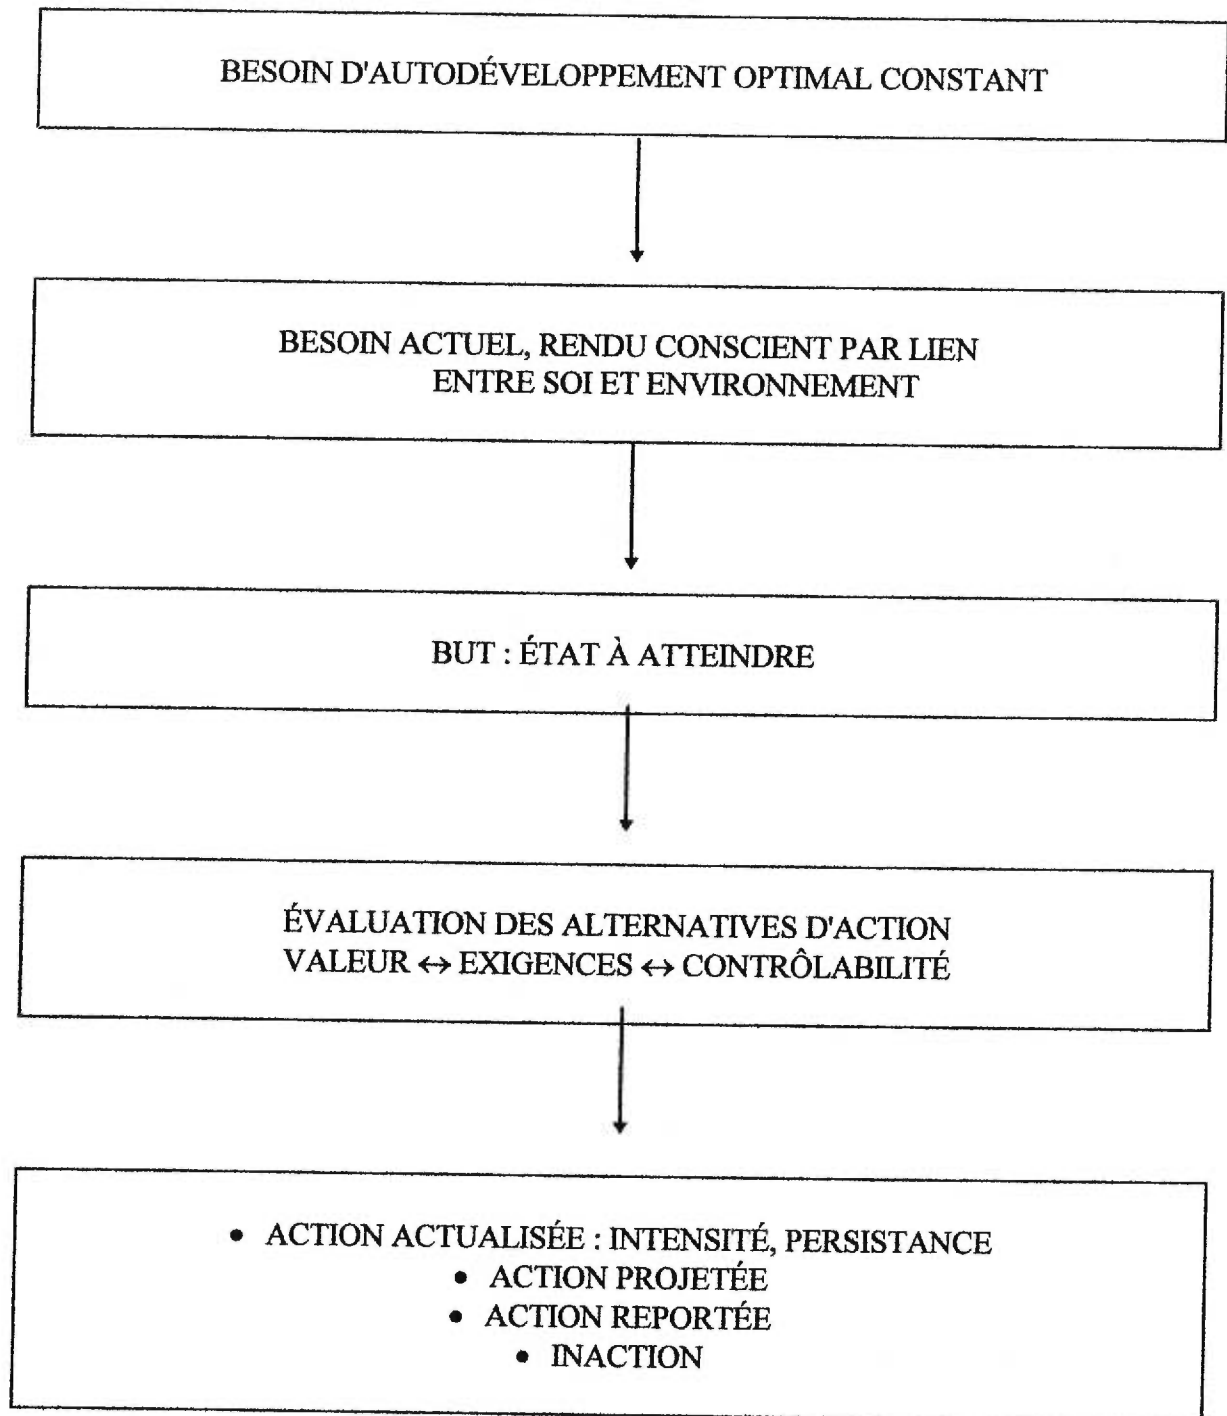 BESOIN D'AUTODÉVELOPPEMENT OPTIMAL CONSTANT
BESOIN ACTUEL, RENDU CONSCIENT PAR LIEN
ENTRE SOI ET ENVIRONNEMENT
BUT : ÉTAT À ATTEINDRE
ÉVALUATION DES ALTERNATIVES D'ACTION
VALEUR ↔ EXIGENCES ↔ CONTRÔLABILITÉ
• ACTION ACTUALISÉE : INTENSITÉ, PERSISTANCE
• ACTION PROJETÉE
• ACTION REPORTÉE
• INACTION